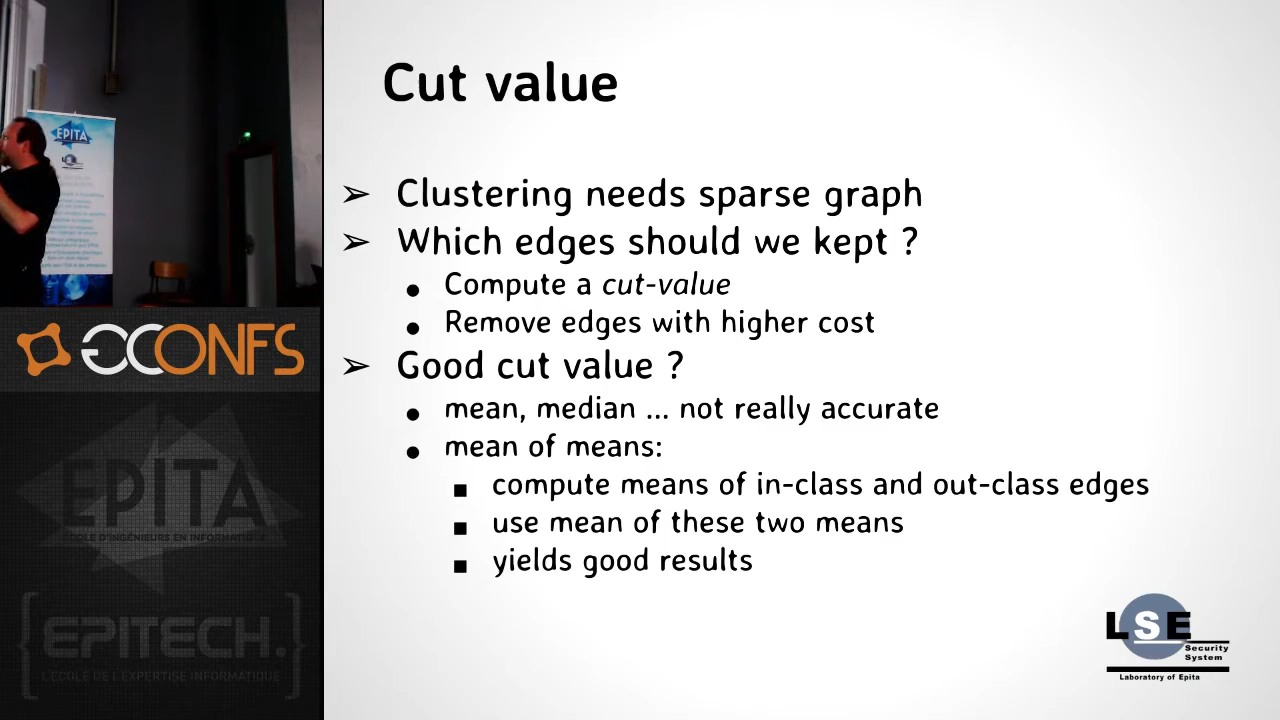 Cut value
➢ Clustering needs sparse graph
➢ Which edges should we kept ?
● Compute a cut-value
● Remove edges with higher cost
➢ Good cut value ?
● mean, median ... not really accurate
● mean of means:
■ compute means of in-class and out-class edges
■ use mean of these two means
■ yields good results
EPITA
LSE
GCONFS
EPITA
ÉCOLE D'INGÉNIEURS EN INFORMATIQUE
{EPITECH.}
L'ÉCOLE DE L'EXPERTISE INFORMATIQUE
LSE
Security
System
Laboratory of Epita